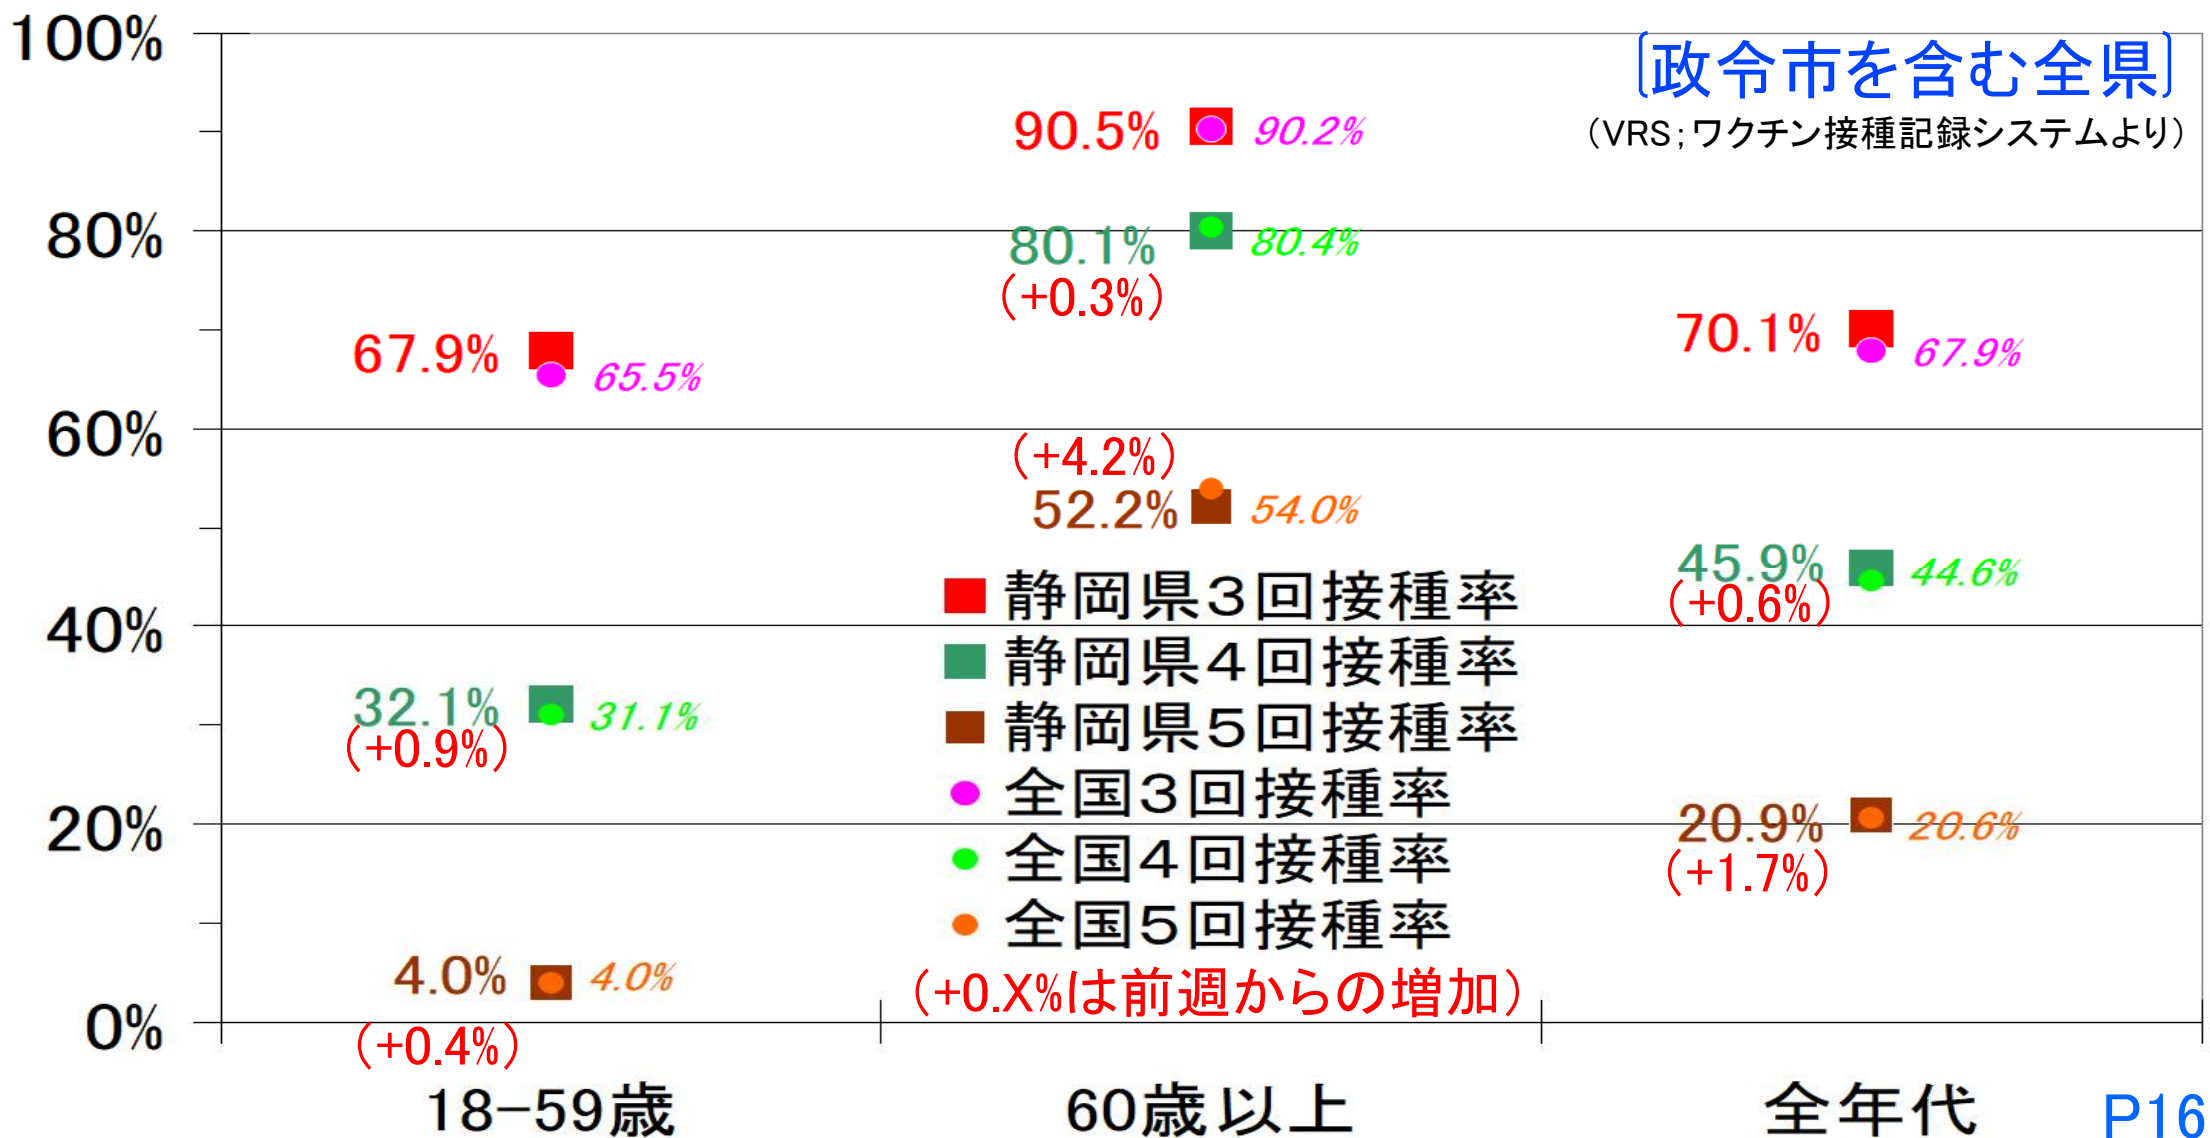 100%
80%
60%
40%
20%
0%
［政令市を含む全県］
（VRS；ワクチン接種記録システムより）
90.5% 90.2%
80.1% 80.4%
（+0.3%）
67.9% 65.5%
70.1% 67.9%
（+4.2%）
52.2% 54.0%
45.9% 44.6%
（+0.6%）
32.1% 31.1%
（+0.9%）
20.9% 20.6%
（+1.7%）
4.0% 4.0%
（+0.4%）
静岡県３回接種率
静岡県４回接種率
静岡県５回接種率
全国３回接種率
全国４回接種率
全国５回接種率
（+0.X%は前週からの増加）
18−59歳
60歳以上
全年代
P16